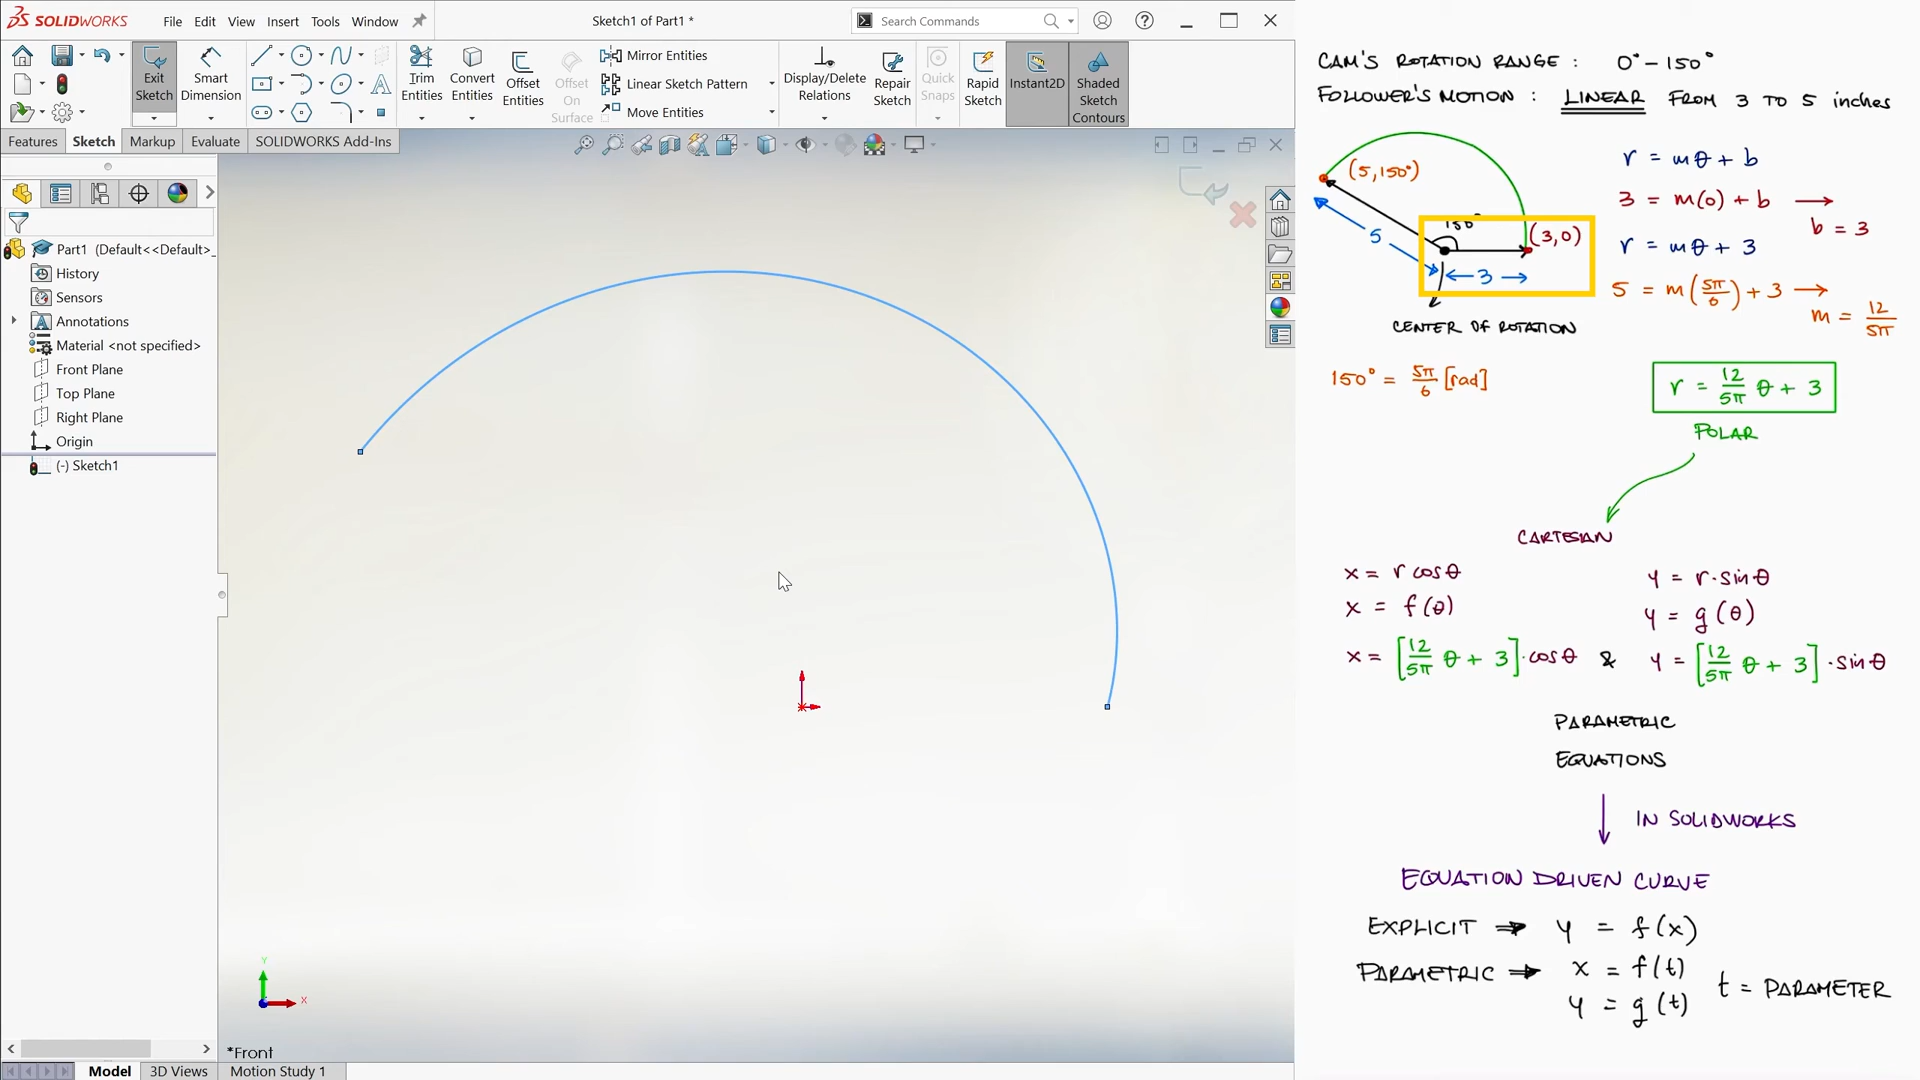 SOLIDWORKS
File Edit View Insert Tools Window
Sketch1 of Part1 *
Search Commands
Exit Sketch
Smart Dimension
Trim Entities
Convert Entities
Offset Entities
Offset On Surface
Mirror Entities
Linear Sketch Pattern
Move Entities
Display/Delete Relations
Repair Sketch
Quick Snaps
Rapid Sketch
Instant2D
Shaded Sketch Contours
Features Sketch Markup Evaluate SOLIDWORKS Add-Ins
Part1 (Default<<Default>_
History
Sensors
Annotations
Material <not specified>
Front Plane
Top Plane
Right Plane
Origin
(-) Sketch1
Y
X
*Front
Model 3D Views Motion Study 1
CAM'S ROTATION RANGE : 0° - 150°
FOLLOWER'S MOTION : LINEAR FROM 3 TO 5 inches
(5,150°)
150°
(3,0)
5
3
CENTER OF ROTATION
r = mθ + b
3 = m(0) + b →
b = 3
r = mθ + 3
5 = m(5π/6) + 3 →
m = 12/5π
150° = 5π/6 [rad]
r = 12/5π θ + 3
POLAR
CARTESIAN
x = r cosθ
y = r·sinθ
x = f(θ)
y = g(θ)
x = [12/5π θ + 3]·cosθ & y = [12/5π θ + 3]·sinθ
PARAMETRIC
EQUATIONS
IN SOLIDWORKS
EQUATION DRIVEN CURVE
EXPLICIT → y = f(x)
PARAMETRIC → x = f(t)
y = g(t)
t = PARAMETER